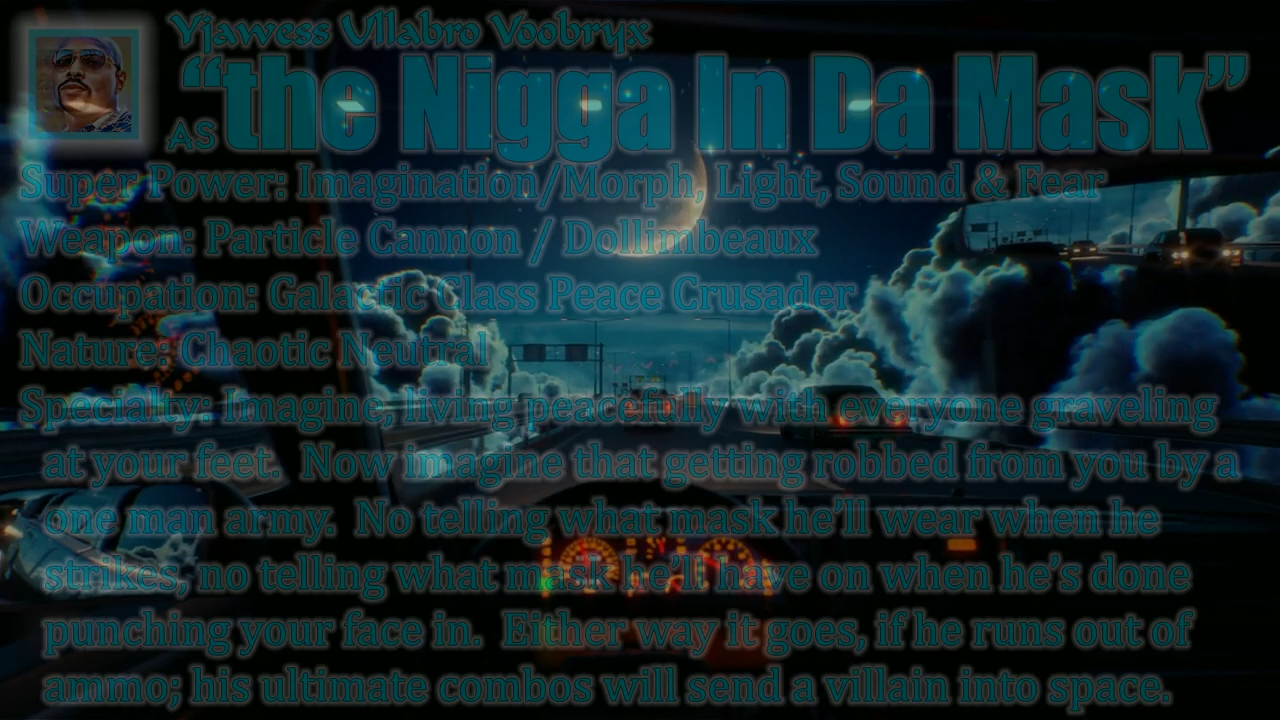 Yjawess Vllabro Voobryx
AS "the Nigga In Da Mask"
Super Power: Imagination/Morph, Light, Sound & Fear
Weapon: Particle Cannon / Dollimbeaux
Occupation: Galactic Class Peace Crusader
Nature: Chaotic Neutral
Specialty: Imagine, living peacefully with everyone graveling
at your feet. Now imagine that getting robbed from you by a
one man army. No telling what mask he'll wear when he
strikes, no telling what mask he'll have on when he's done
punching your face in. Either way it goes, if he runs out of
ammo; his ultimate combos will send a villain into space.